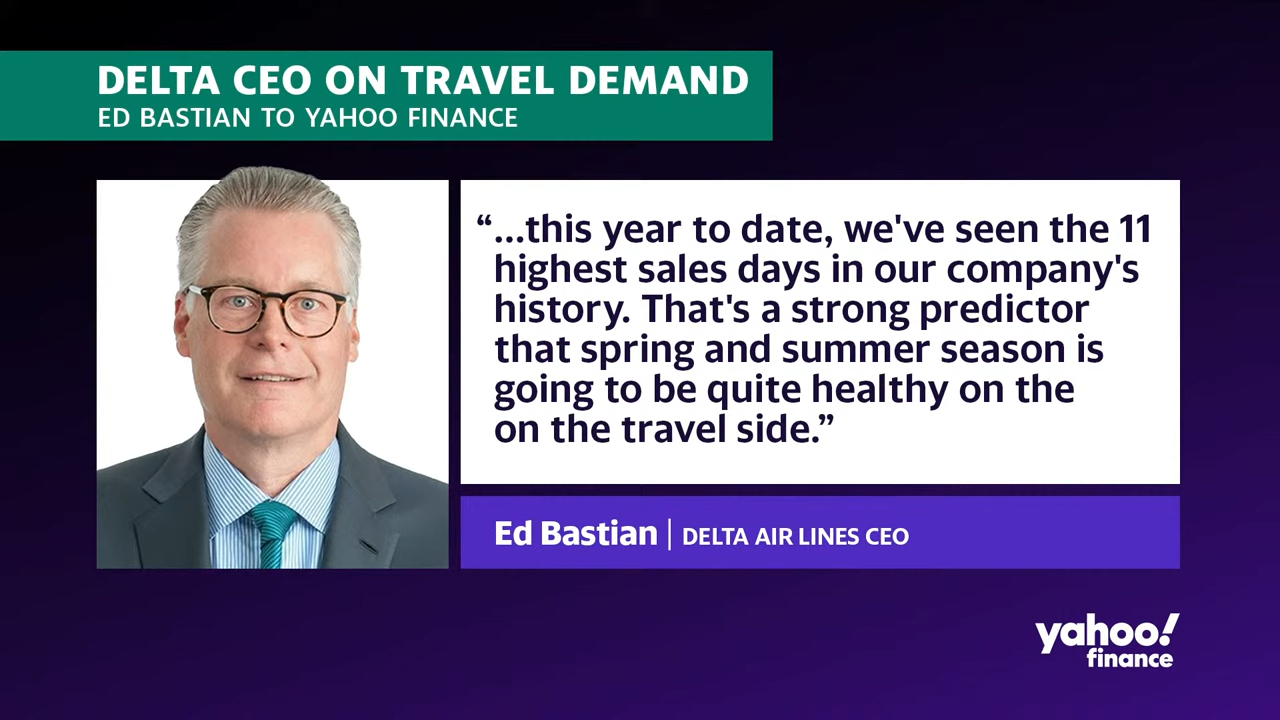 DELTA CEO ON TRAVEL DEMAND
ED BASTIAN TO YAHOO FINANCE
“...this year to date, we've seen the 11
highest sales days in our company's
history. That's a strong predictor
that spring and summer season is
going to be quite healthy on the
on the travel side.”
Ed Bastian | DELTA AIR LINES CEO
yahoo!
finance